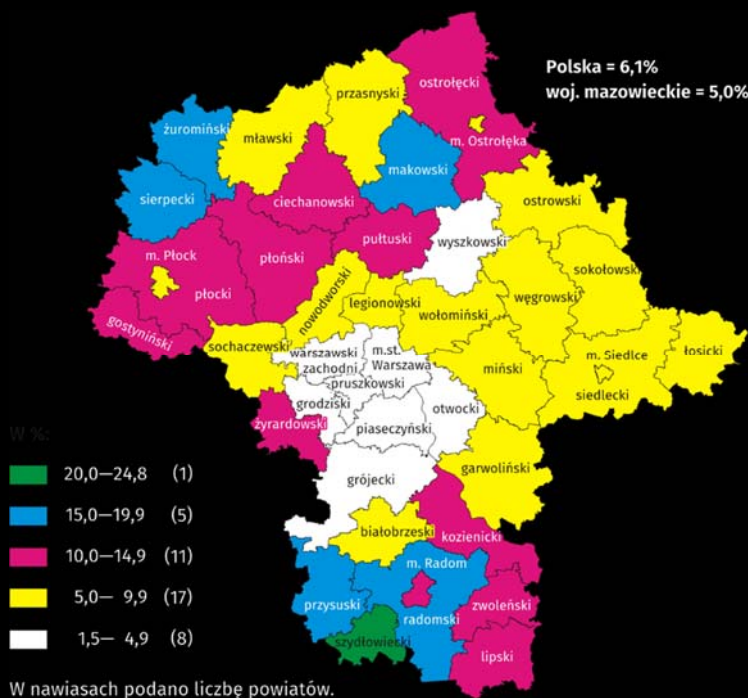 Polska = 6,1%
woj. mazowieckie = 5,0%
ostrołęcki
przasnyski
m. Ostrołęka
żuromiński
mławski
makowski
sierpecki
ciechanowski
ostrowski
pułtuski
wyszkowski
m. Płock
płoński
sokołowski
płocki
nowodworski
legionowski
węgrowski
wołomiński
gostyniński
sochaczewski
warszawski
zachodni
m.st.
Warszawa
m. Siedlce
łosicki
miński
siedlecki
pruszkowski
grodziski
otwocki
żyrardowski
piaseczyński
garwoliński
grójecki
białobrzeski
kozienicki
m. Radom
przysuski
radomski
zwoleński
szydłowiecki
lipski
W %:
20,0—24,8 (1)
15,0—19,9 (5)
10,0—14,9 (11)
5,0— 9,9 (17)
1,5— 4,9 (8)
W nawiasach podano liczbę powiatów.